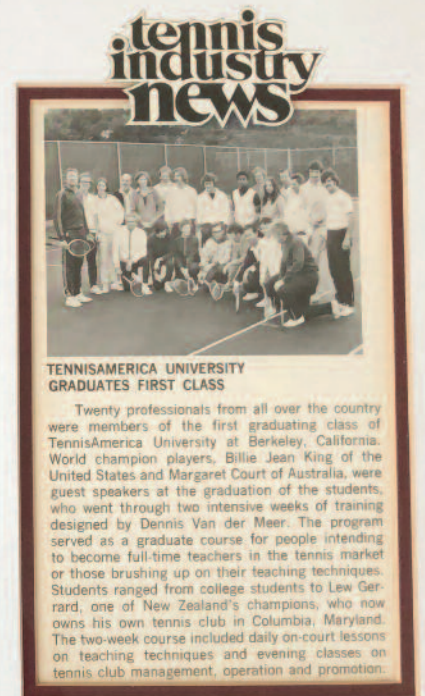 tennis
industry
news
TENNISAMERICA UNIVERSITY
GRADUATES FIRST CLASS
Twenty professionals from all over the country
were members of the first graduating class of
TennisAmerica University at Berkeley, California.
World champion players, Billie Jean King of the
United States and Margaret Court of Australia, were
guest speakers at the graduation of the students,
who went through two intensive weeks of training
designed by Dennis Van der Meer. The program
served as a graduate course for people intending
to become full-time teachers in the tennis market
or those brushing up on their teaching techniques.
Students ranged from college students to Lew Ger-
rard, one of New Zealand's champions, who now
owns his own tennis club in Columbia, Maryland.
The two-week course included daily on-court lessons
on teaching techniques and evening classes on
tennis club management, operation and promotion.